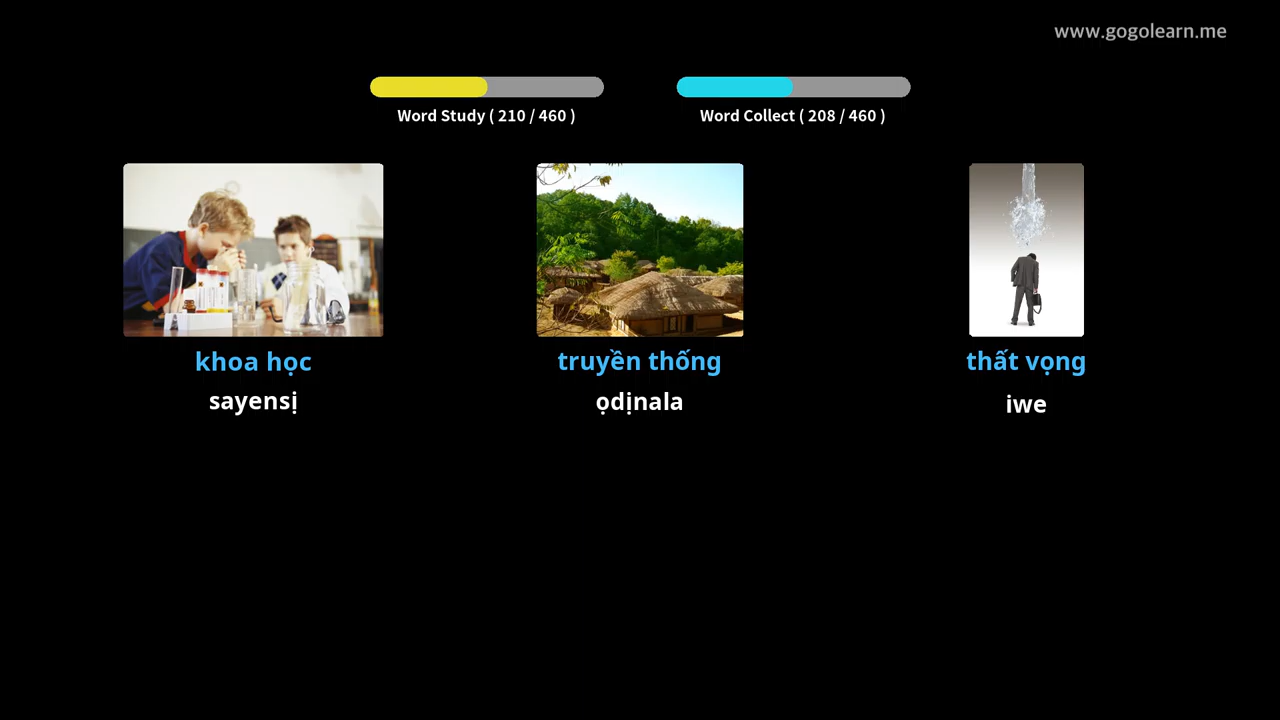 www.gogolearn.me
Word Study ( 210 / 460 )
Word Collect ( 208 / 460 )
khoa học
truyền thống
thất vọng
sayensị
ọdịnala
iwe